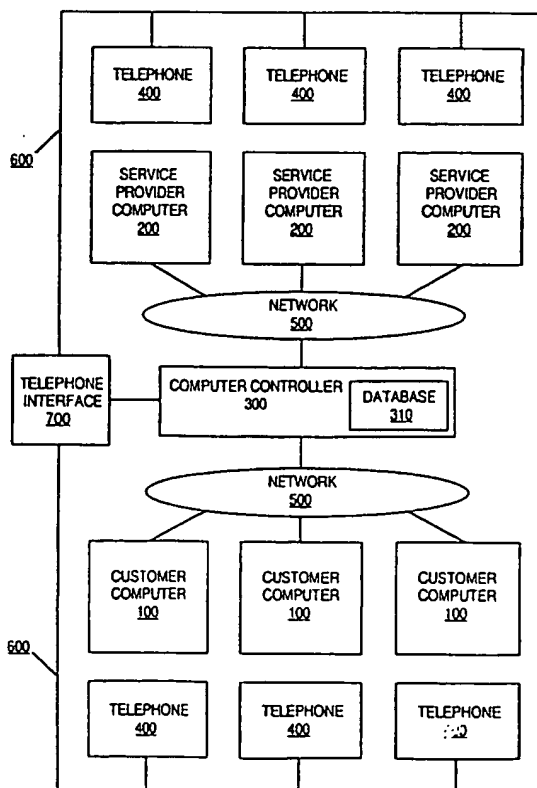 TELEPHONE
400
TELEPHONE
400
TELEPHONE
400
600
SERVICE
PROVIDER
COMPUTER
200
SERVICE
PROVIDER
COMPUTER
200
SERVICE
PROVIDER
COMPUTER
200
NETWORK
500
TELEPHONE
INTERFACE
700
COMPUTER CONTROLLER
300
DATABASE
310
NETWORK
500
CUSTOMER
COMPUTER
100
CUSTOMER
COMPUTER
100
CUSTOMER
COMPUTER
100
600
TELEPHONE
400
TELEPHONE
400
TELEPHONE